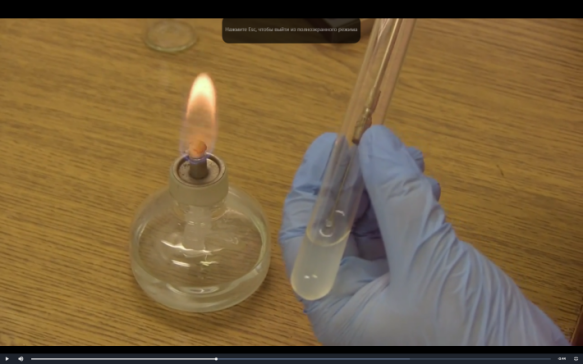 Нажмите Esc, чтобы выйти из полноэкранного режима